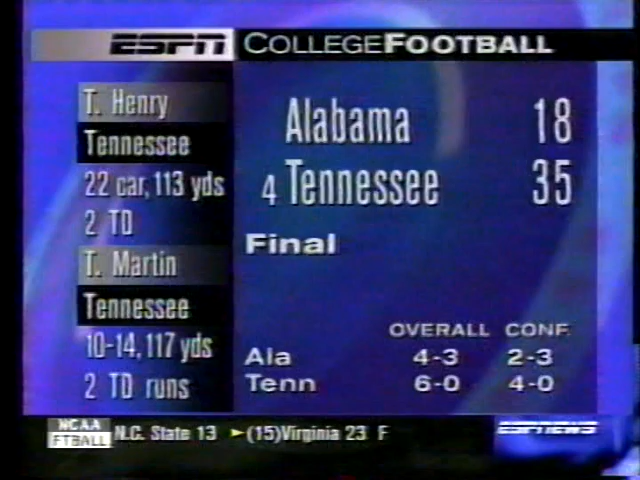 ESPN COLLEGEFOOTBALL
T. Henry
Tennessee
22 car, 113 yds
2 TD
T. Martin
Tennessee
10-14, 117 yds
2 TD runs
Alabama 18
4 Tennessee 35
Final
OVERALL CONF.
Ala 4-3 2-3
Tenn 6-0 4-0
NCAA
FTBALL
N.C. State 13 ►(15)Virginia 23 F
ESPNEWS